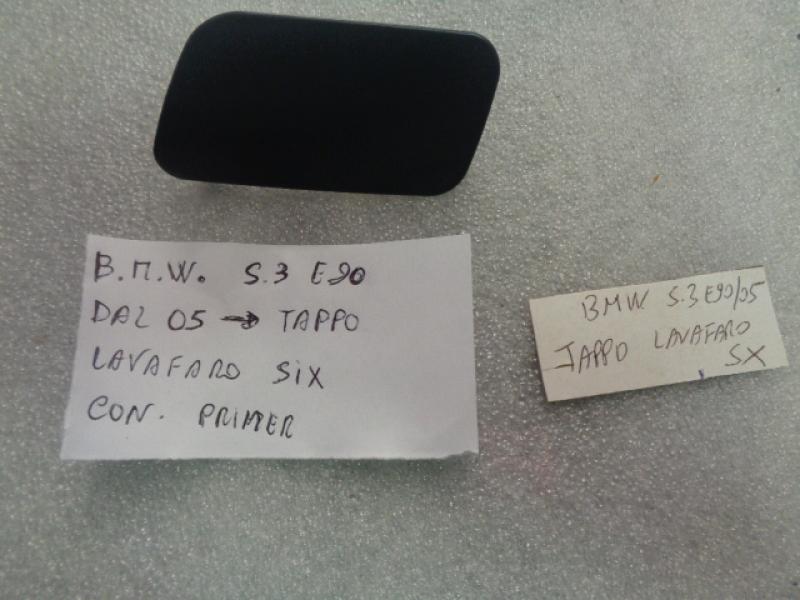 B.M.W. S.3 E90
DAL 05 → TAPPO
LAVAFARO SIX
CON. PRIMER
BMW S.3 E90/05
TAPPO LAVAFARO
SX